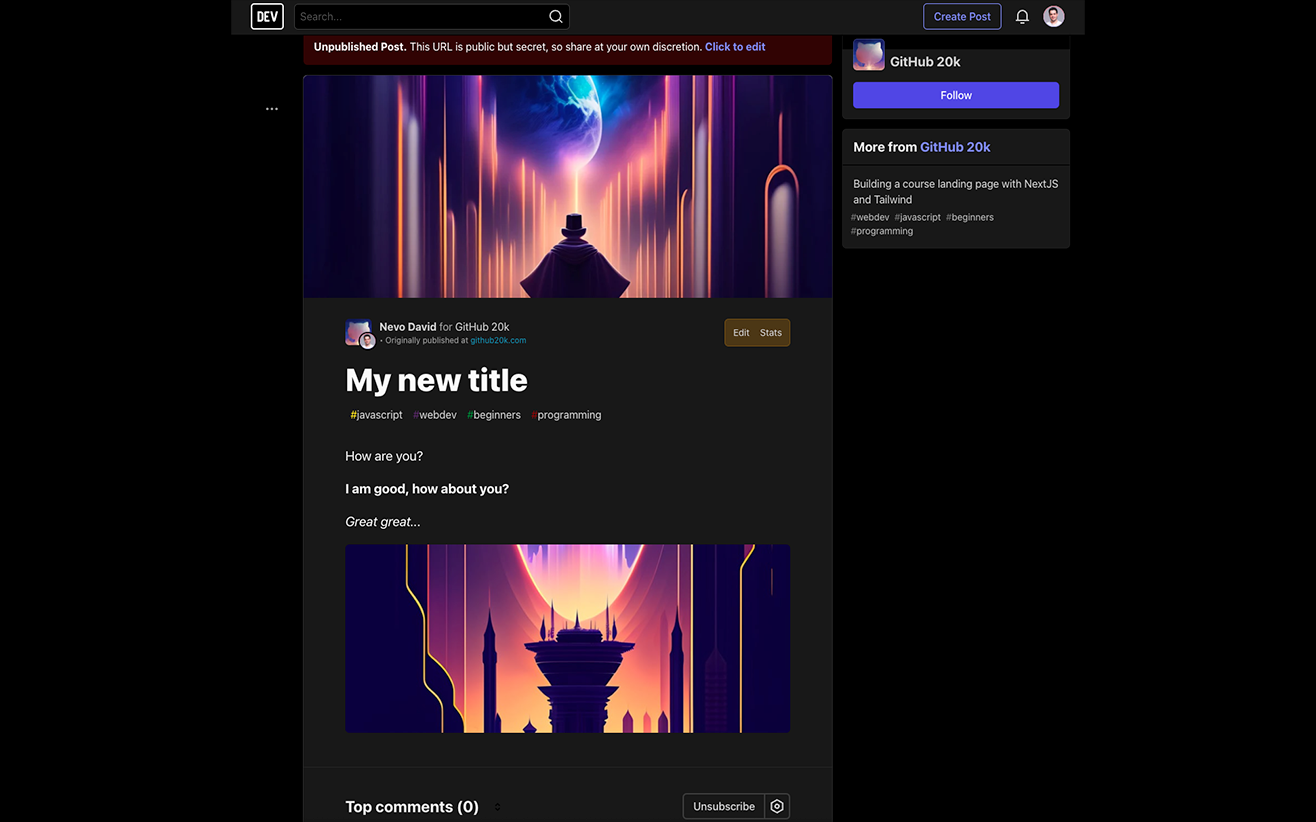 DEV
Search...
Create Post
Unpublished Post. This URL is public but secret, so share at your own discretion. Click to edit
GitHub 20k
Follow
More from GitHub 20k
Building a course landing page with NextJS
and Tailwind
#webdev #javascript #beginners
#programming
Nevo David for GitHub 20k
• Originally published at github20k.com
Edit Stats
My new title
#javascript #webdev #beginners #programming
How are you?
I am good, how about you?
Great great...
Top comments (0)
Unsubscribe